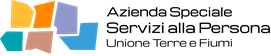 Azienda Speciale
Servizi alla Persona
Unione Terre e Fiumi